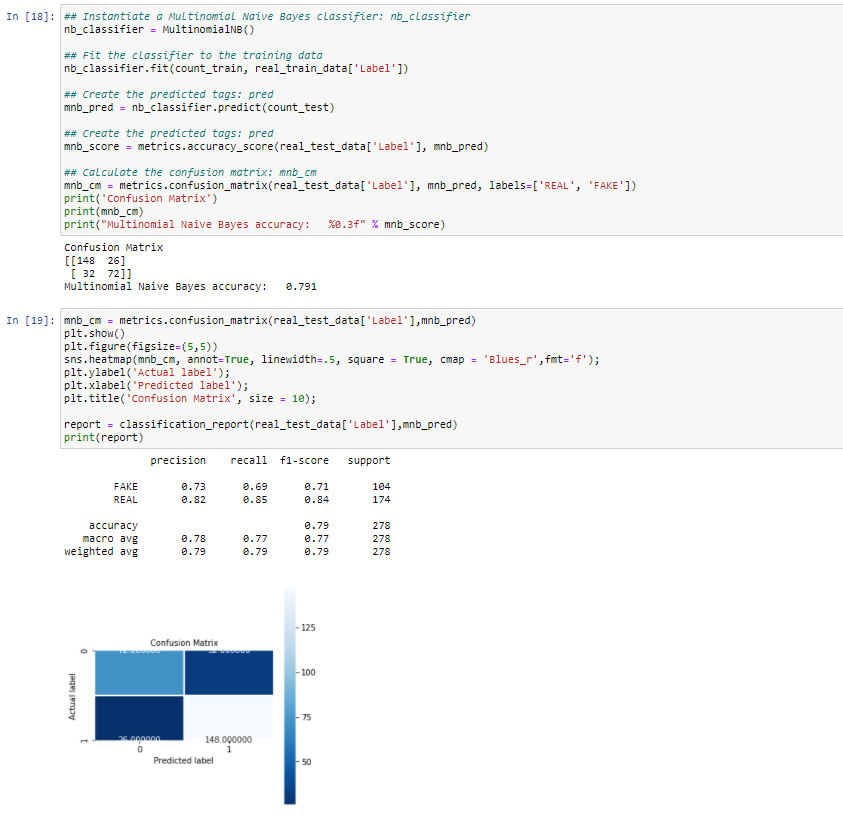 In [18]: ## Instantiate a Multinomial Naive Bayes classifier: nb_classifier
nb_classifier = MultinomialNB()
## Fit the classifier to the training data
nb_classifier.fit(count_train, real_train_data['Label'])
## Create the predicted tags: pred
mnb_pred = nb_classifier.predict(count_test)
## Create the predicted tags: pred
mnb_score = metrics.accuracy_score(real_test_data['Label'], mnb_pred)
## Calculate the confusion matrix: mnb_cm
mnb_cm = metrics.confusion_matrix(real_test_data['Label'], mnb_pred, labels=['REAL', 'FAKE'])
print('Confusion Matrix')
print(mnb_cm)
print("Multinomial Naive Bayes accuracy:   %0.3f" % mnb_score)
Confusion Matrix
[[148  26]
 [ 32  72]]
Multinomial Naive Bayes accuracy:   0.791
In [19]: mnb_cm = metrics.confusion_matrix(real_test_data['Label'],mnb_pred)
plt.show()
plt.figure(figsize=(5,5))
sns.heatmap(mnb_cm, annot=True, linewidth=.5, square = True, cmap = 'Blues_r',fmt='f');
plt.ylabel('Actual label');
plt.xlabel('Predicted label');
plt.title('Confusion Matrix', size = 10);
report = classification_report(real_test_data['Label'],mnb_pred)
print(report)
precision recall f1-score support
FAKE 0.73 0.69 0.71 104
REAL 0.82 0.85 0.84 174
accuracy 0.79 278
macro avg 0.78 0.77 0.77 278
weighted avg 0.79 0.79 0.79 278
Confusion Matrix
0
Actual label
1
148.000000
0 1
Predicted label
125
100
75
50